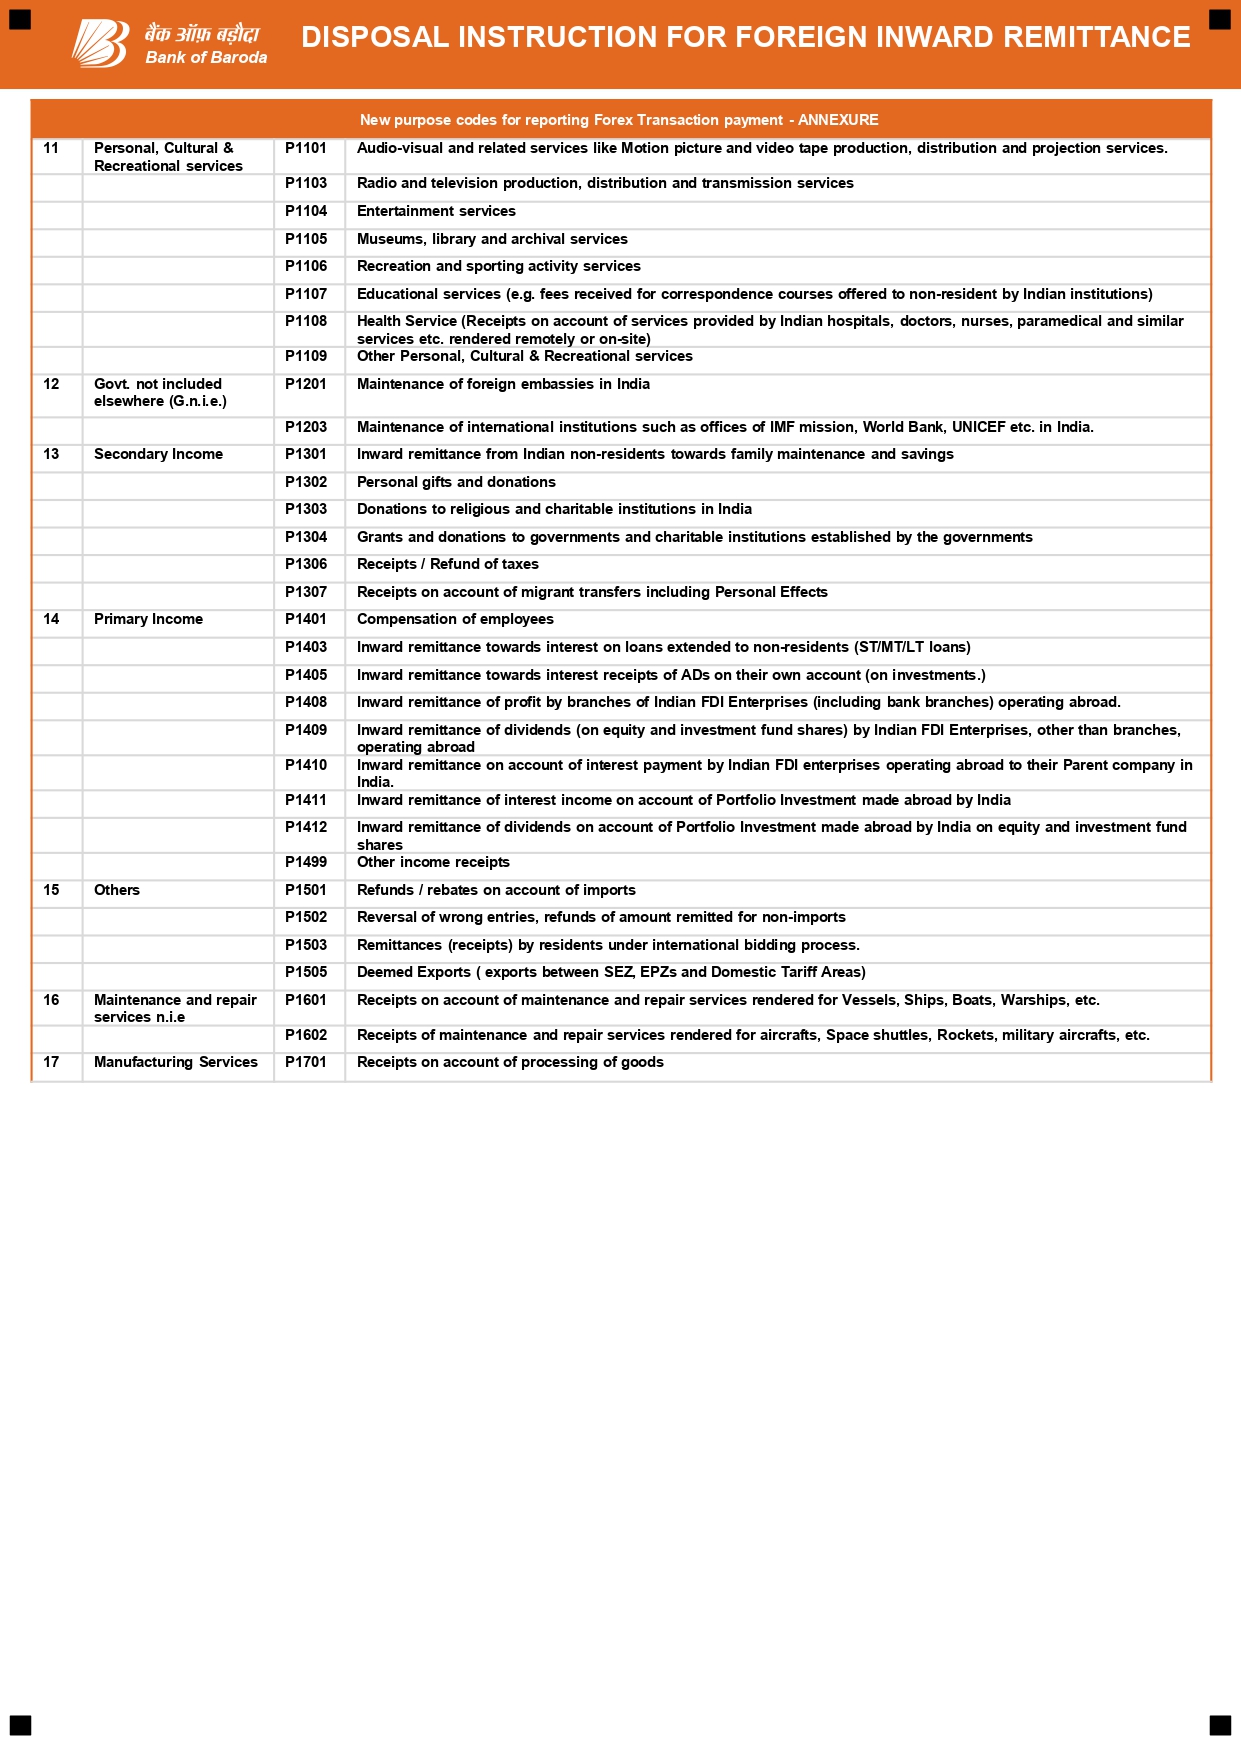 बैंक ऑफ़ बड़ौदा
Bank of Baroda
DISPOSAL INSTRUCTION FOR FOREIGN INWARD REMITTANCE
New purpose codes for reporting Forex Transaction payment - ANNEXURE
11 Personal, Cultural & P1101 Audio-visual and related services like Motion picture and video tape production, distribution and projection services.
Recreational services
P1103 Radio and television production, distribution and transmission services
P1104 Entertainment services
P1105 Museums, library and archival services
P1106 Recreation and sporting activity services
P1107 Educational services (e.g. fees received for correspondence courses offered to non-resident by Indian institutions)
P1108 Health Service (Receipts on account of services provided by Indian hospitals, doctors, nurses, paramedical and similar
services etc. rendered remotely or on-site)
P1109 Other Personal, Cultural & Recreational services
12 Govt. not included P1201 Maintenance of foreign embassies in India
elsewhere (G.n.i.e.)
P1203 Maintenance of international institutions such as offices of IMF mission, World Bank, UNICEF etc. in India.
13 Secondary Income P1301 Inward remittance from Indian non-residents towards family maintenance and savings
P1302 Personal gifts and donations
P1303 Donations to religious and charitable institutions in India
P1304 Grants and donations to governments and charitable institutions established by the governments
P1306 Receipts / Refund of taxes
P1307 Receipts on account of migrant transfers including Personal Effects
14 Primary Income P1401 Compensation of employees
P1403 Inward remittance towards interest on loans extended to non-residents (ST/MT/LT loans)
P1405 Inward remittance towards interest receipts of ADs on their own account (on investments.)
P1408 Inward remittance of profit by branches of Indian FDI Enterprises (including bank branches) operating abroad.
P1409 Inward remittance of dividends (on equity and investment fund shares) by Indian FDI Enterprises, other than branches,
operating abroad
P1410 Inward remittance on account of interest payment by Indian FDI enterprises operating abroad to their Parent company in
India.
P1411 Inward remittance of interest income on account of Portfolio Investment made abroad by India
P1412 Inward remittance of dividends on account of Portfolio Investment made abroad by India on equity and investment fund
shares
P1499 Other income receipts
15 Others P1501 Refunds / rebates on account of imports
P1502 Reversal of wrong entries, refunds of amount remitted for non-imports
P1503 Remittances (receipts) by residents under international bidding process.
P1505 Deemed Exports ( exports between SEZ, EPZs and Domestic Tariff Areas)
16 Maintenance and repair P1601 Receipts on account of maintenance and repair services rendered for Vessels, Ships, Boats, Warships, etc.
services n.i.e
P1602 Receipts of maintenance and repair services rendered for aircrafts, Space shuttles, Rockets, military aircrafts, etc.
17 Manufacturing Services P1701 Receipts on account of processing of goods